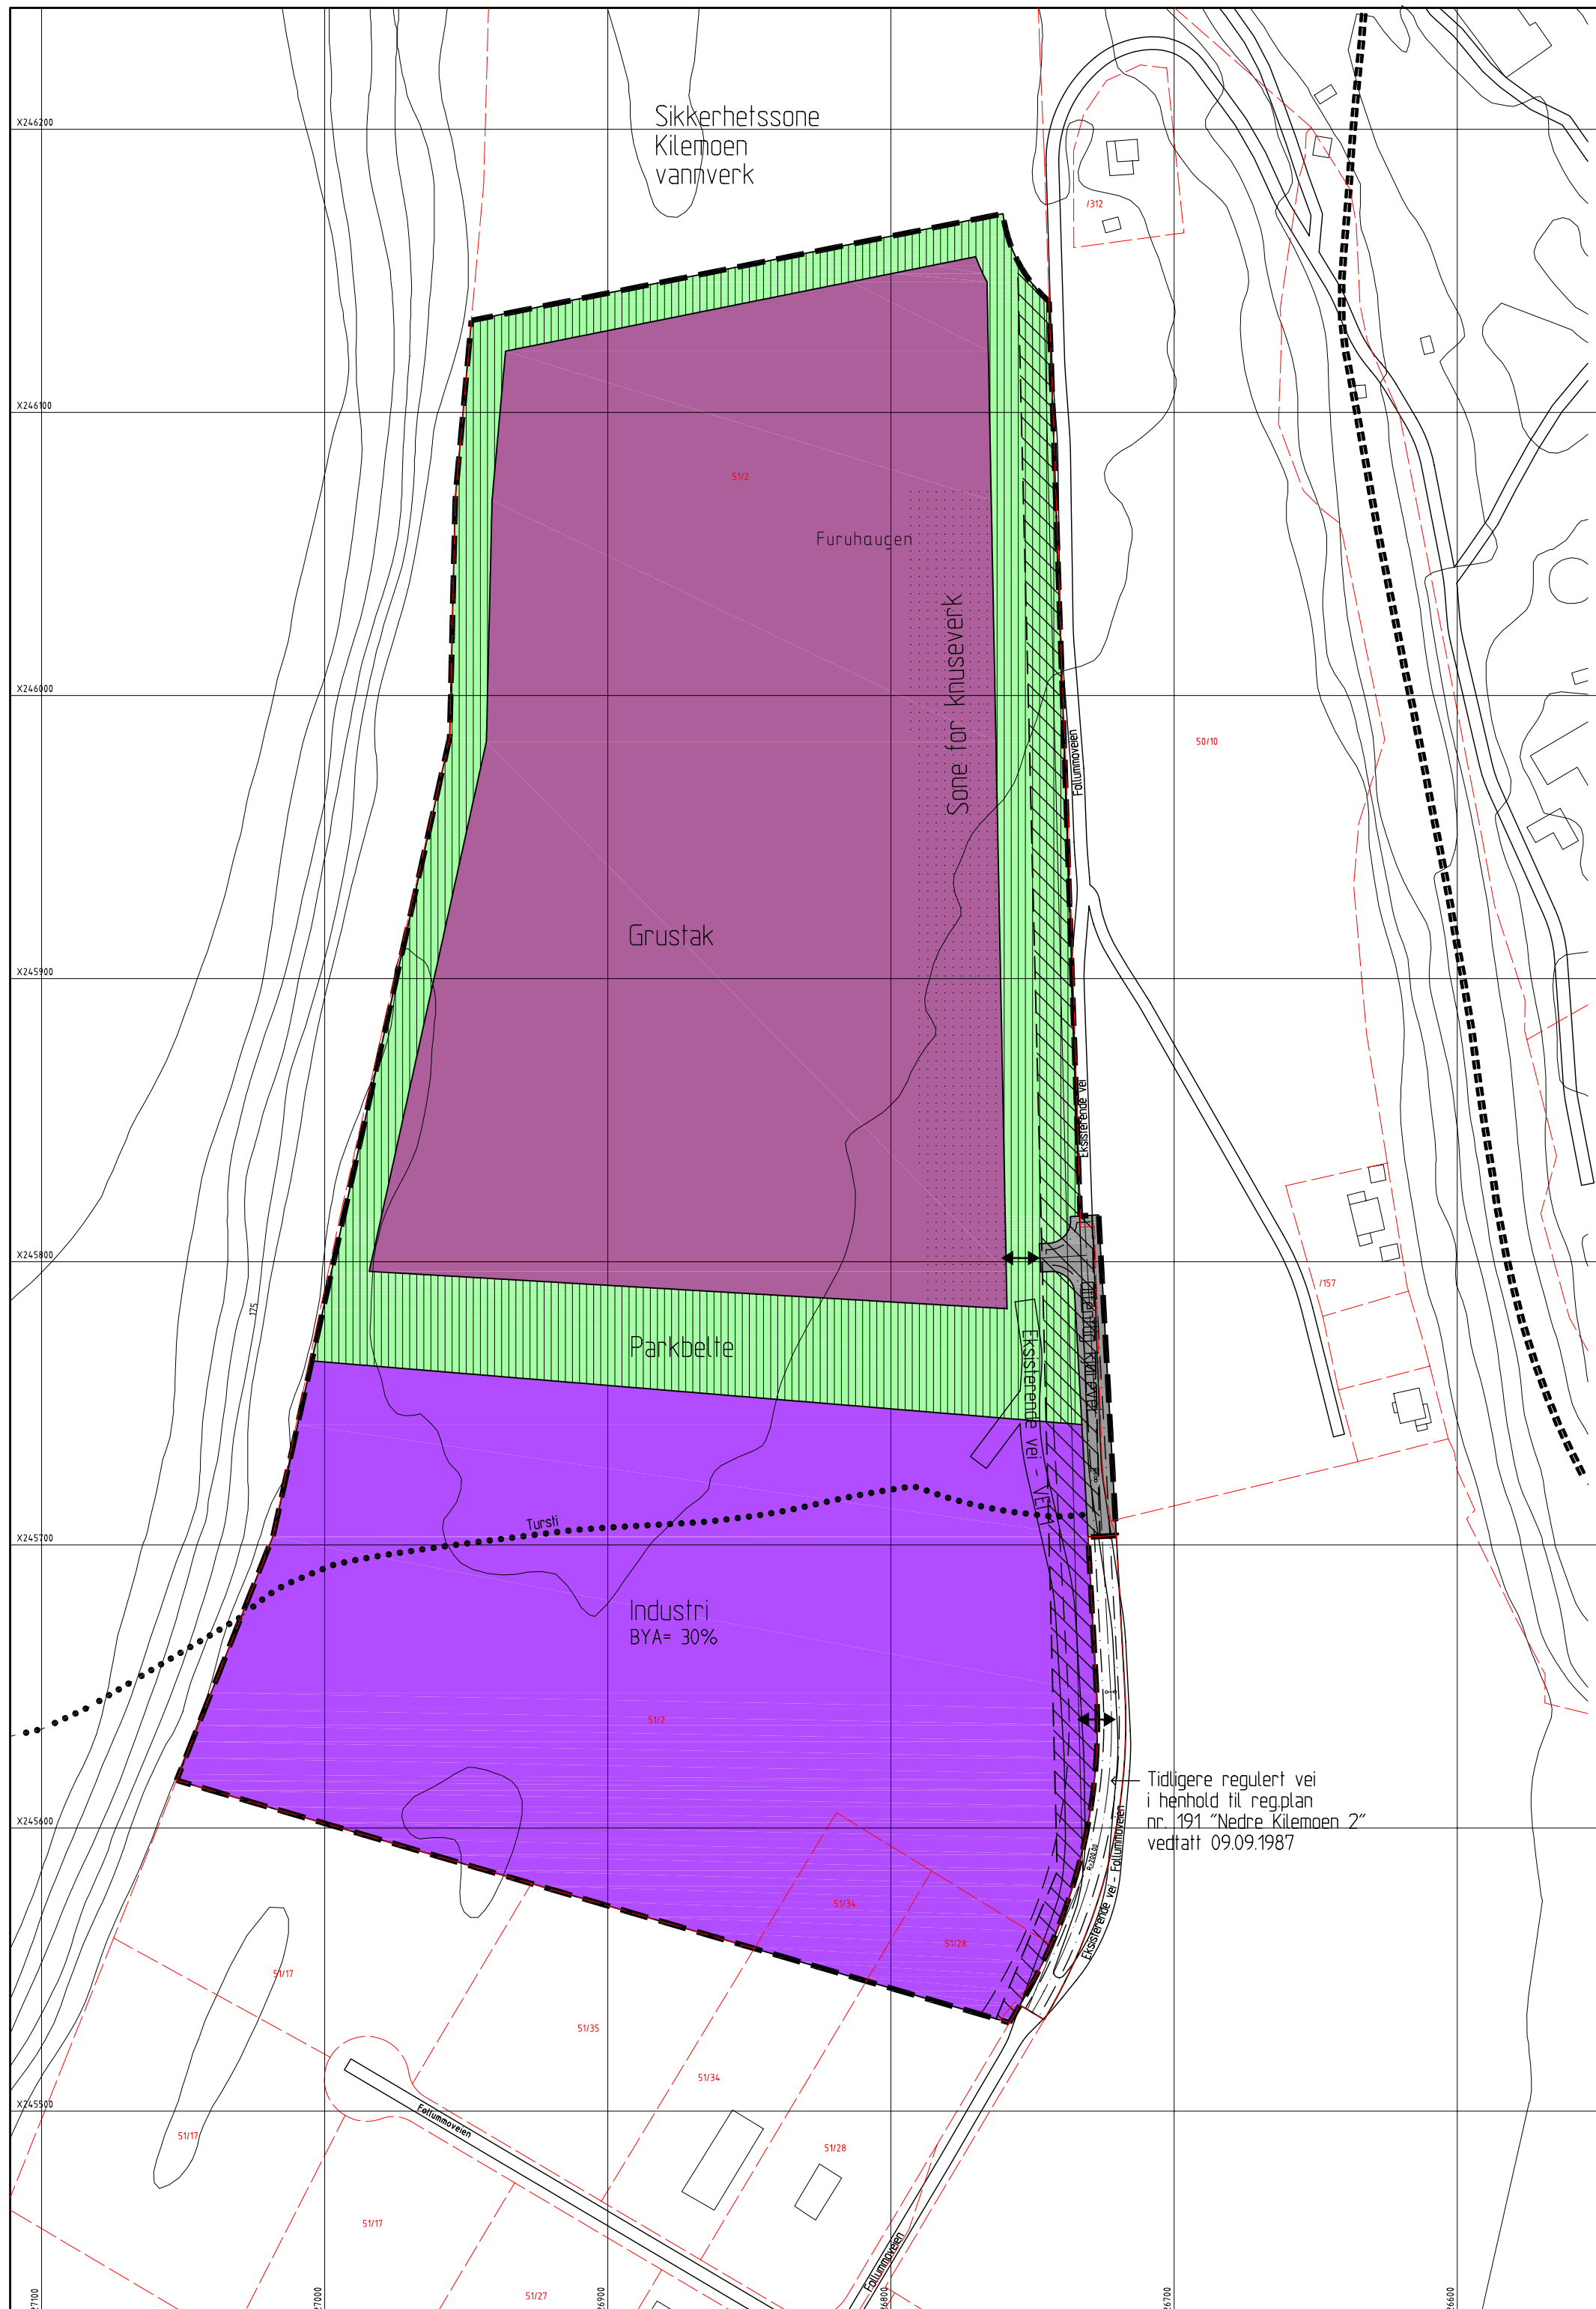 Sikkerhetssone
Kilemoen
vannverk
X246200
/312
X246100
51/2
Furuhaugen
Sone for knuseverk
X246000
Follummoveien
50/10
Grustak
X245900
Eksisterende vei
X245800
/157
175
Parkbelte
Eksisterende vei - VETA
X245700
Tursti
Industri
BYA= 30%
51/2
Tidligere regulert vei
i henhold til reg.plan
nr. 191 "Nedre Kilemoen 2"
vedtatt 09.09.1987
X245600
R=200.00
Eksisterende vei - Follummoveien
51/34
51/28
51/17
51/35
51/34
X245500
Follummoveien
51/17
51/28
51/17
Follummoveien
51/27